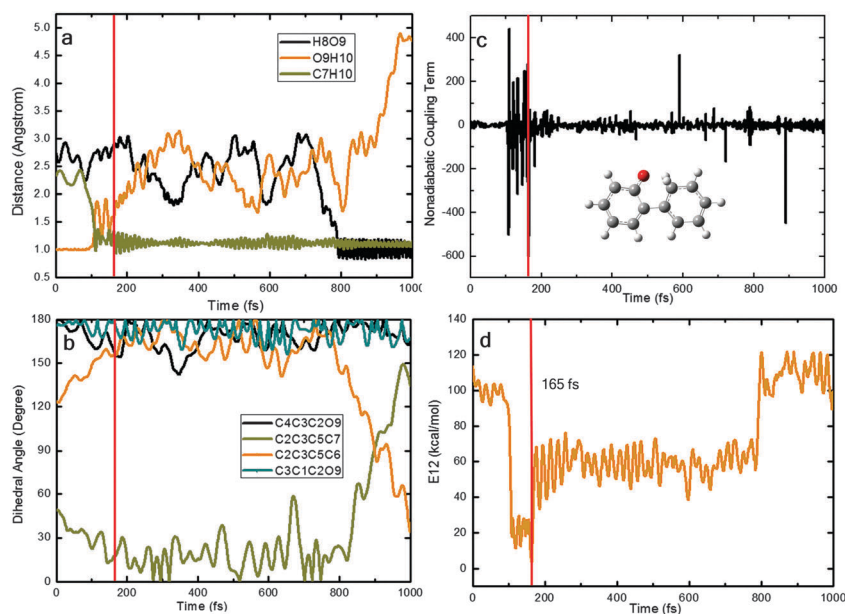 a
H8O9
O9H10
C7H10
5.0
4.5
4.0
3.5
3.0
2.5
2.0
1.5
1.0
0.5
Distance (Angstrom)
0 200 400 600 800 1000
Time (fs)
c
400
200
0
-200
-400
-600
Nonadiabatic Coupling Term
0 200 400 600 800 1000
Time (fs)
b
180
150
120
90
60
30
0
Dihedral Angle (Degree)
C4C3C2O9
C2C3C5C7
C2C3C5C6
C3C1C2O9
0 200 400 600 800 1000
Time (fs)
d
165 fs
140
120
100
80
60
40
20
0
E12 (kcal/mol)
0 200 400 600 800 1000
Time (fs)